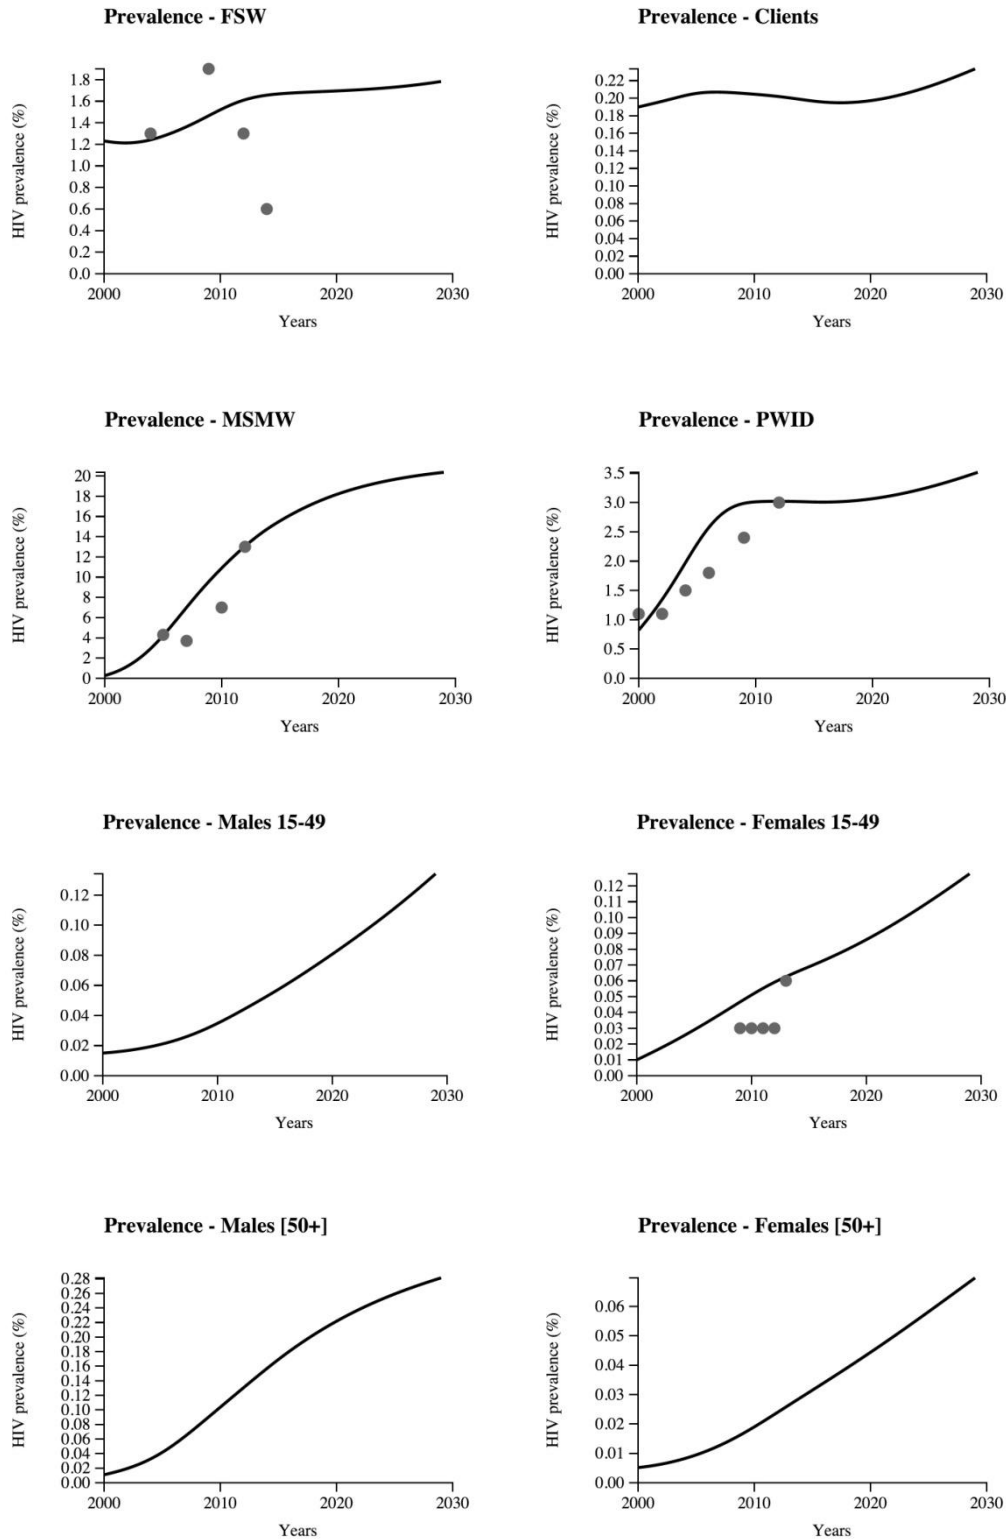 Prevalence - FSW
HIV prevalence (%)
1.8
1.6
1.4
1.2
1.0
0.8
0.6
0.4
0.2
0.0
2000 2010 2020 2030
Years
Prevalence - Clients
HIV prevalence (%)
0.22
0.20
0.18
0.16
0.14
0.12
0.10
0.08
0.06
0.04
0.02
0.00
2000 2010 2020 2030
Years
Prevalence - MSMW
HIV prevalence (%)
20
18
16
14
12
10
8
6
4
2
0
2000 2010 2020 2030
Years
Prevalence - PWID
HIV prevalence (%)
3.5
3.0
2.5
2.0
1.5
1.0
0.5
0.0
2000 2010 2020 2030
Years
Prevalence - Males 15-49
HIV prevalence (%)
0.12
0.10
0.08
0.06
0.04
0.02
0.00
2000 2010 2020 2030
Years
Prevalence - Females 15-49
HIV prevalence (%)
0.12
0.11
0.10
0.09
0.08
0.07
0.06
0.05
0.04
0.03
0.02
0.01
0.00
2000 2010 2020 2030
Years
Prevalence - Males [50+]
HIV prevalence (%)
0.28
0.26
0.24
0.22
0.20
0.18
0.16
0.14
0.12
0.10
0.08
0.06
0.04
0.02
0.00
2000 2010 2020 2030
Years
Prevalence - Females [50+]
HIV prevalence (%)
0.06
0.05
0.04
0.03
0.02
0.01
0.00
2000 2010 2020 2030
Years